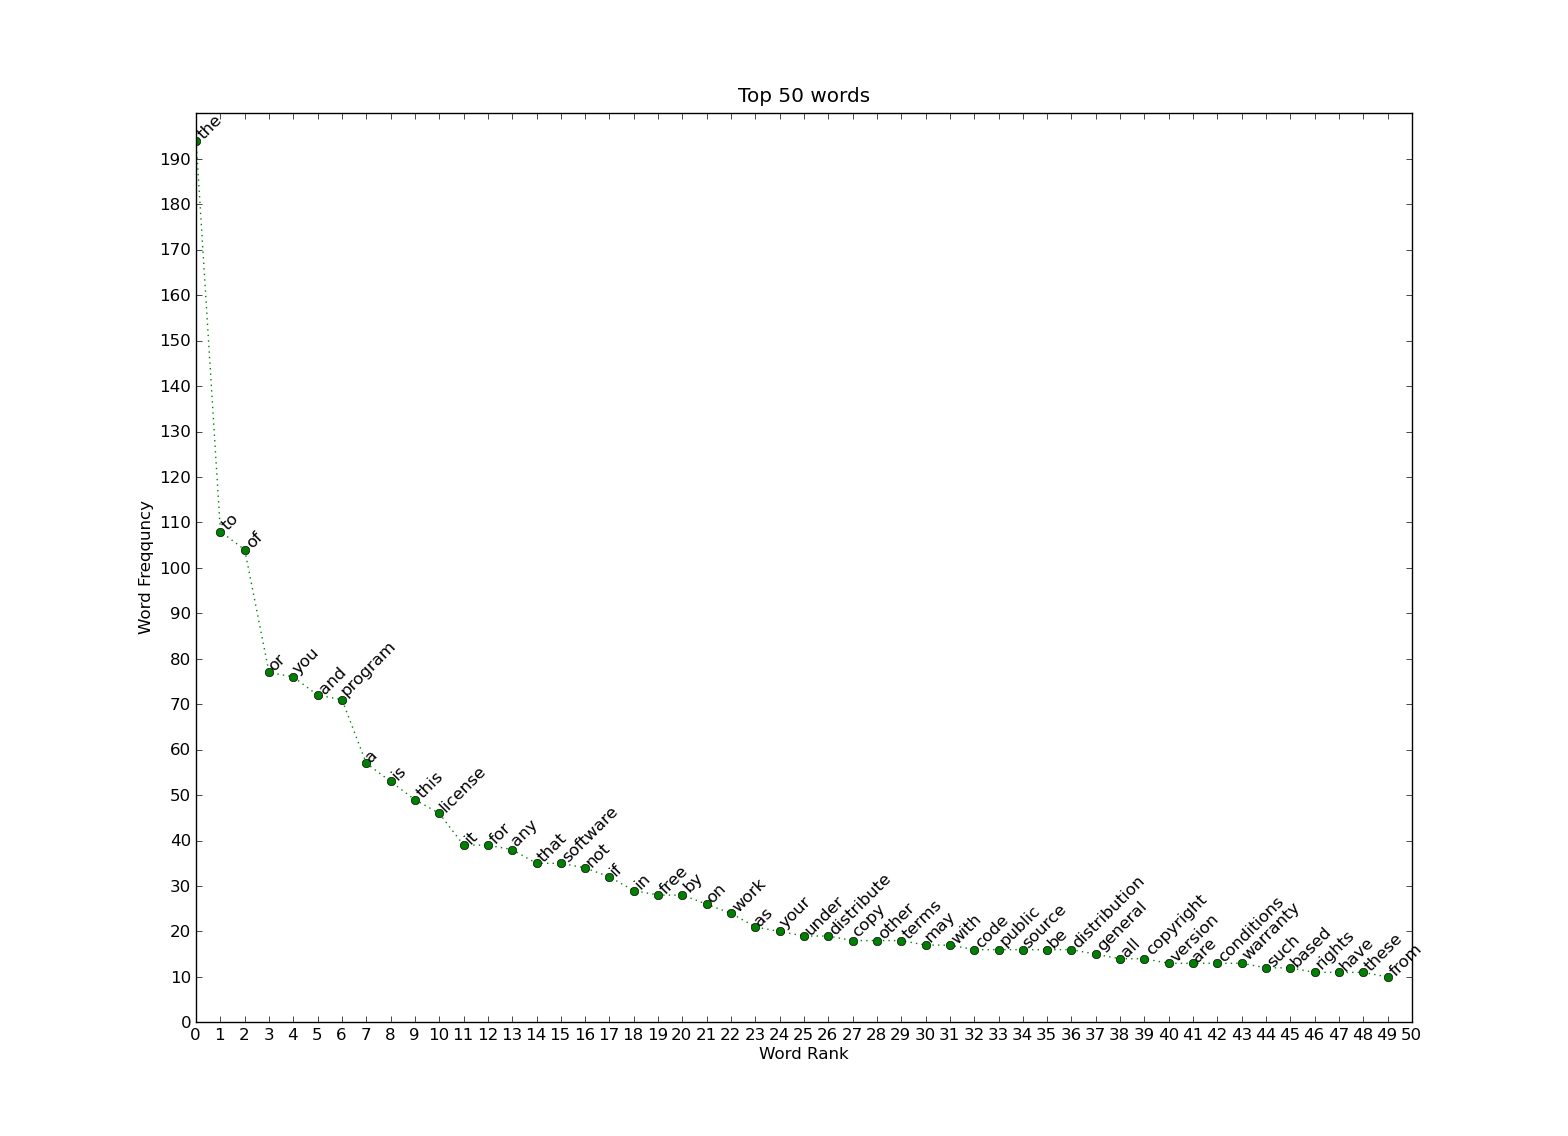 Top 50 words
Word Freqquncy
190
180
170
160
150
140
130
120
110
100
90
80
70
60
50
40
30
20
10
0
the
to
of
or
you
and
program
a
is
this
license
it
for
any
that
software
not
if
in
free
by
on
work
as
your
under
distribute
copy
other
terms
may
with
code
public
source
be
distribution
general
all
copyright
version
are
conditions
warranty
such
based
rights
have
these
from
0 1 2 3 4 5 6 7 8 9 10 11 12 13 14 15 16 17 18 19 20 21 22 23 24 25 26 27 28 29 30 31 32 33 34 35 36 37 38 39 40 41 42 43 44 45 46 47 48 49 50
Word Rank